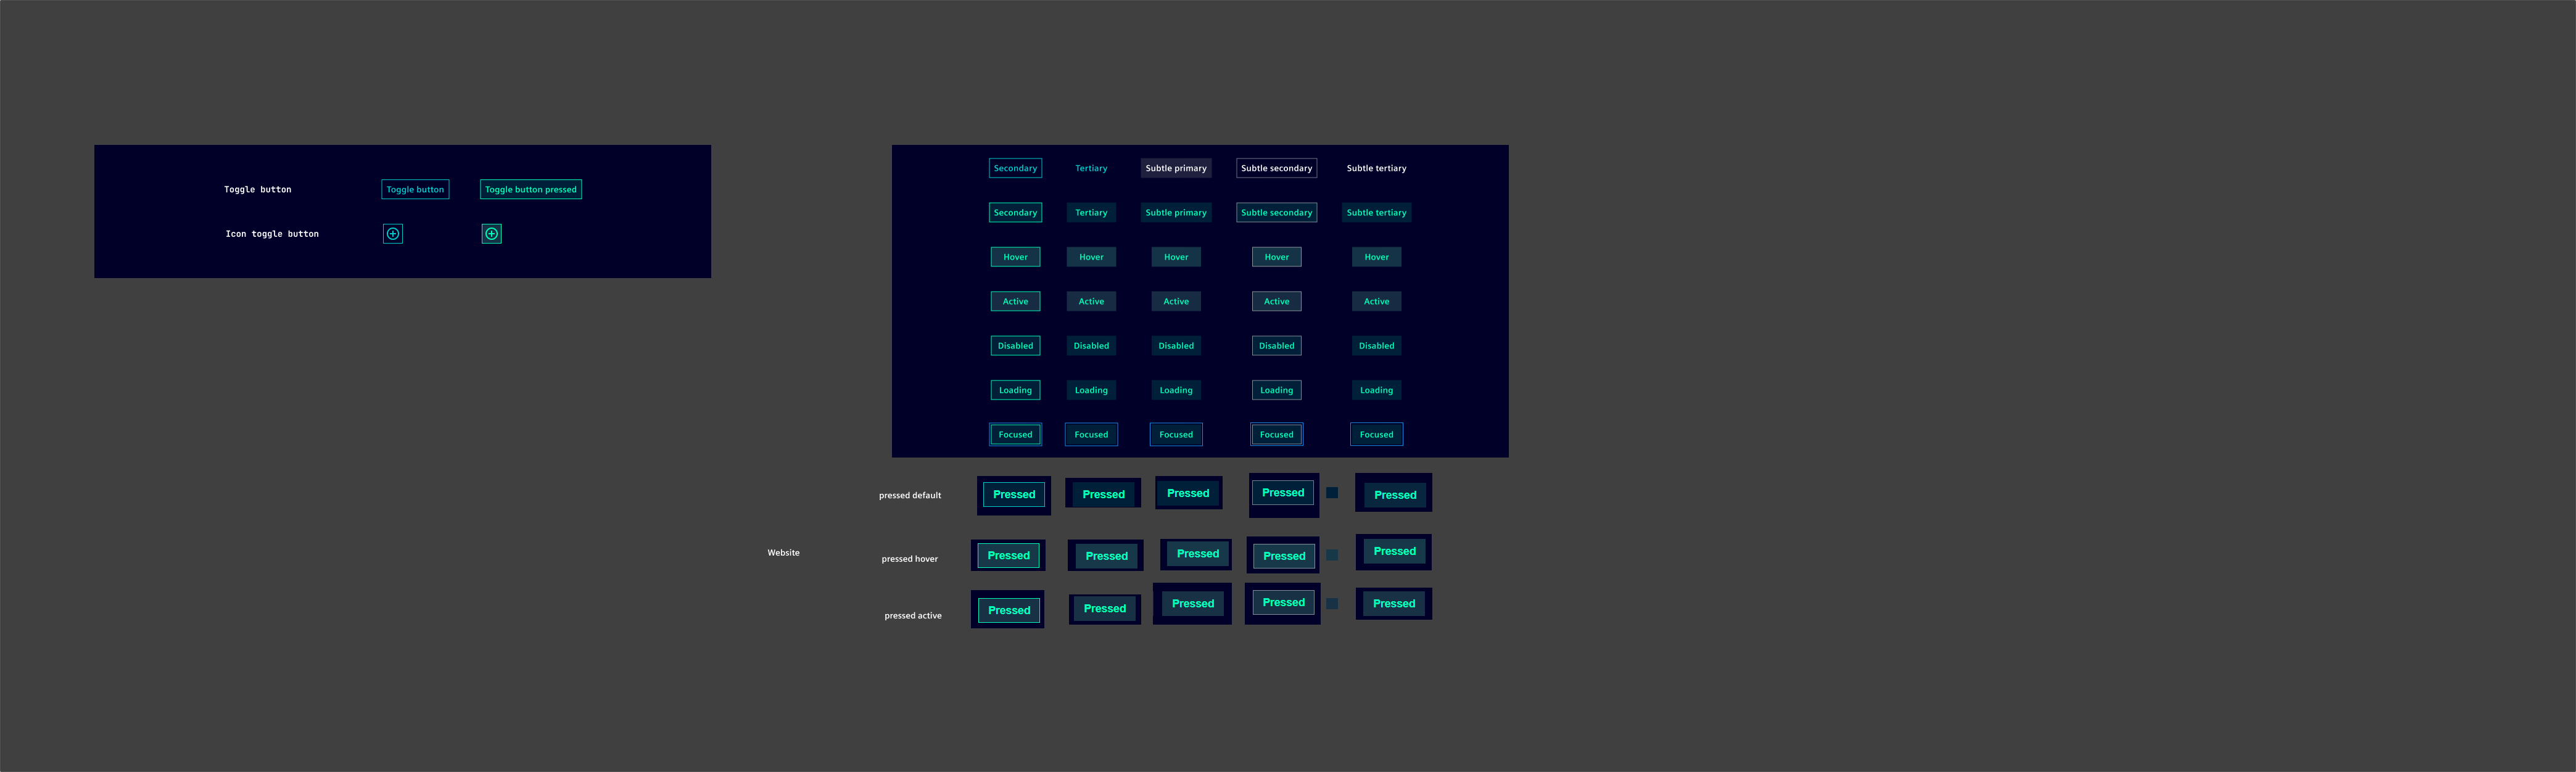 Toggle button Toggle button Toggle button pressed
Icon toggle button
Secondary Tertiary Subtle primary Subtle secondary Subtle tertiary
Secondary Tertiary Subtle primary Subtle secondary Subtle tertiary
Hover Hover Hover Hover Hover
Active Active Active Active Active
Disabled Disabled Disabled Disabled Disabled
Loading Loading Loading Loading Loading
Focused Focused Focused Focused Focused
pressed default Pressed Pressed Pressed Pressed Pressed
Website
pressed hover Pressed Pressed Pressed Pressed Pressed
pressed active Pressed Pressed Pressed Pressed Pressed